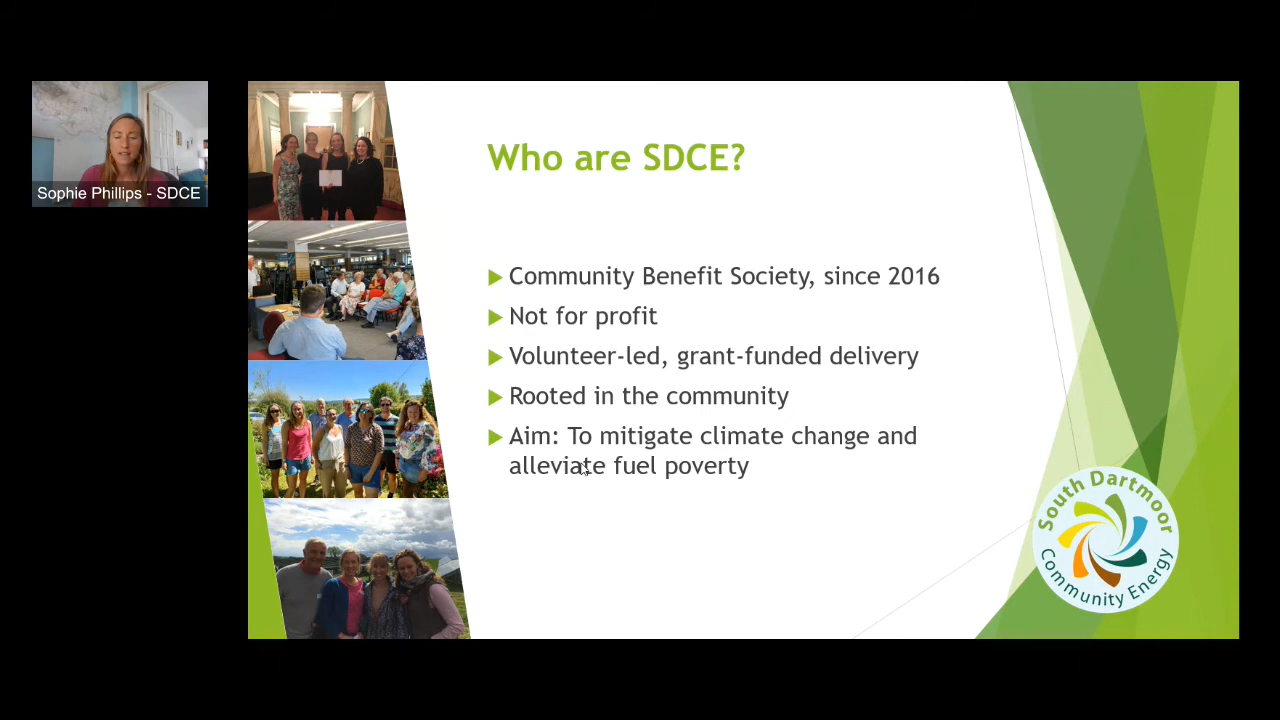 Sophie Phillips - SDCE
Who are SDCE?
Community Benefit Society, since 2016
Not for profit
Volunteer-led, grant-funded delivery
Rooted in the community
Aim: To mitigate climate change and
alleviate fuel poverty
South Dartmoor
Community Energy